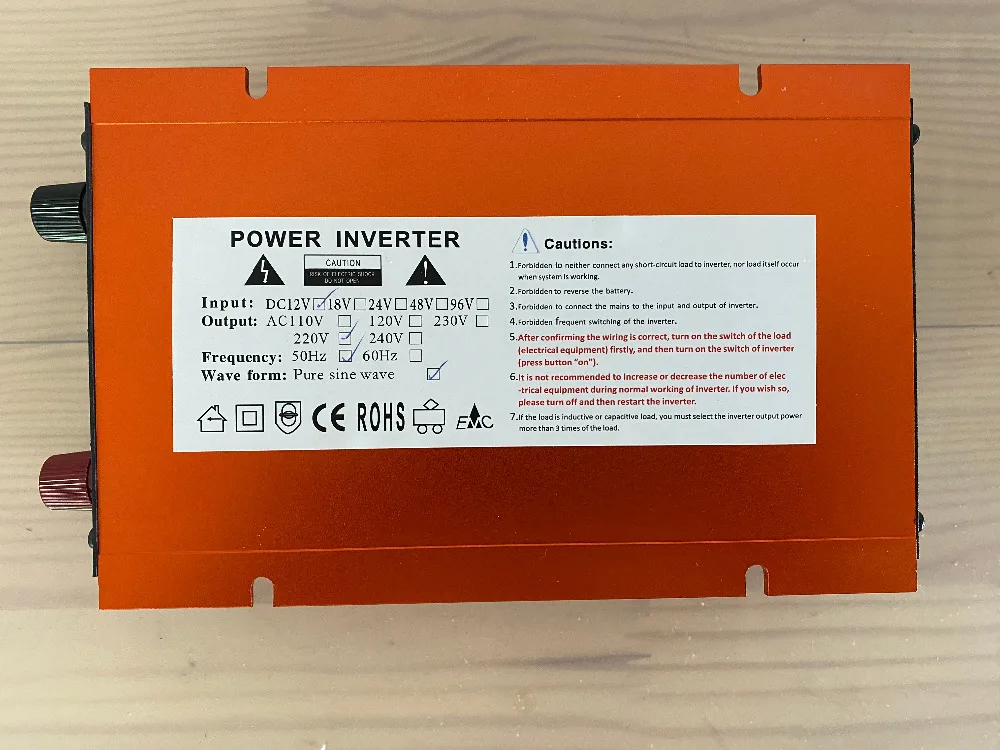 POWER INVERTER
CAUTION
RISK OF ELECTRIC SHOCK
DO NOT OPEN
Input: DC12V☑18V☐24V☐48V☐96V☐
Output: AC110V ☐ 120V☐ 230V ☐
220V ☑ 240V☐
Frequency: 50Hz ☑ 60Hz ☐
Wave form: Pure sine wave ☑
CE ROHS EMC
Cautions:
1.Forbidden to neither connect any short-circuit load to inverter, nor load itself occur
when system is working.
2.Forbidden to reverse the battery.
3.Forbidden to connect the mains to the input and output of inverter.
4.Forbidden frequent switching of the inverter.
5.After confirming the wiring is correct, turn on the switch of the load
(electrical equipment) firstly, and then turn on the switch of inverter
(press button "on").
6.It is not recommended to increase or decrease the number of elec
-trical equipment during normal working of inverter. If you wish so,
please turn off and then restart the inverter.
7.If the load is inductive or capacitive load, you must select the inverter output power
more than 3 times of the load.